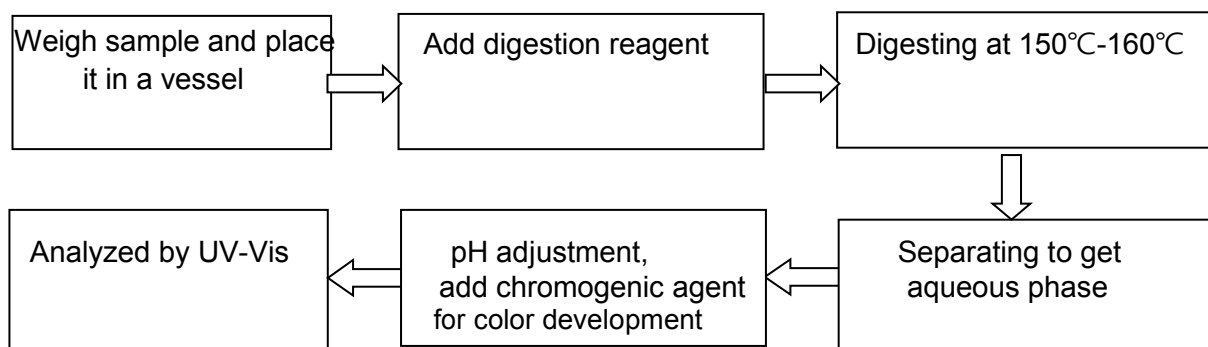 Weigh sample and place
it in a vessel
Add digestion reagent
Digesting at 150℃-160℃
Separating to get
aqueous phase
pH adjustment,
add chromogenic agent
for color development
Analyzed by UV-Vis